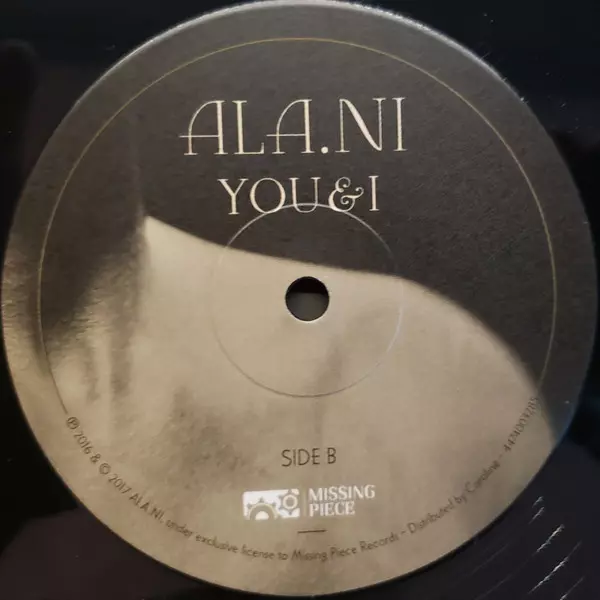 ALA.NI
YOU & I
SIDE B
MISSING
PIECE
℗ 2016 & © 2017 ALA.NI, under exclusive license to Missing Piece Records - Distributed by Caroline -